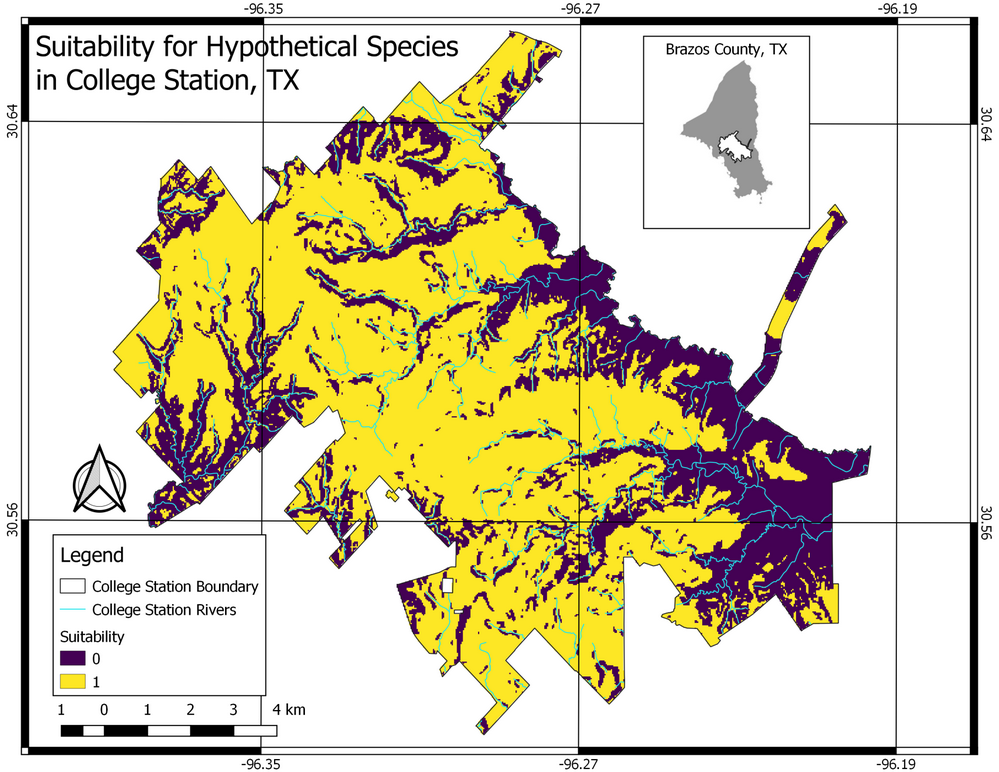 -96.35
-96.27
-96.19
Suitability for Hypothetical Species
in College Station, TX
Brazos County, TX
30.64
30.64
30.56
30.56
Legend
College Station Boundary
College Station Rivers
Suitability
0
1
1 0 1 2 3 4 km
-96.35
-96.27
-96.19